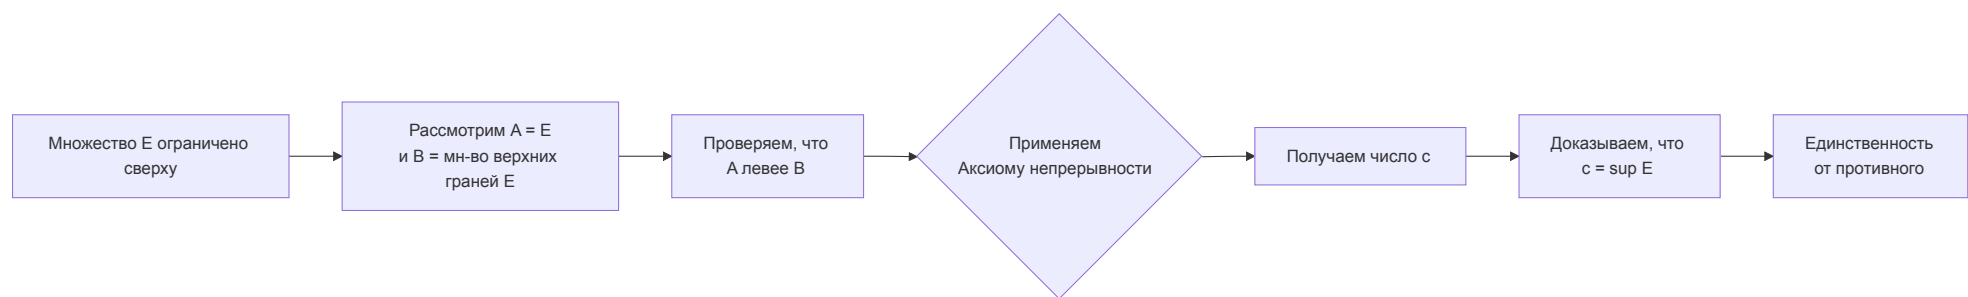 Множество E ограничено
сверху
Рассмотрим A = E
и B = мн-во верхних
граней E
Проверяем, что
A левее B
Применяем
Аксиому непрерывности
Получаем число c
Доказываем, что
c = sup E
Единственность
от противного